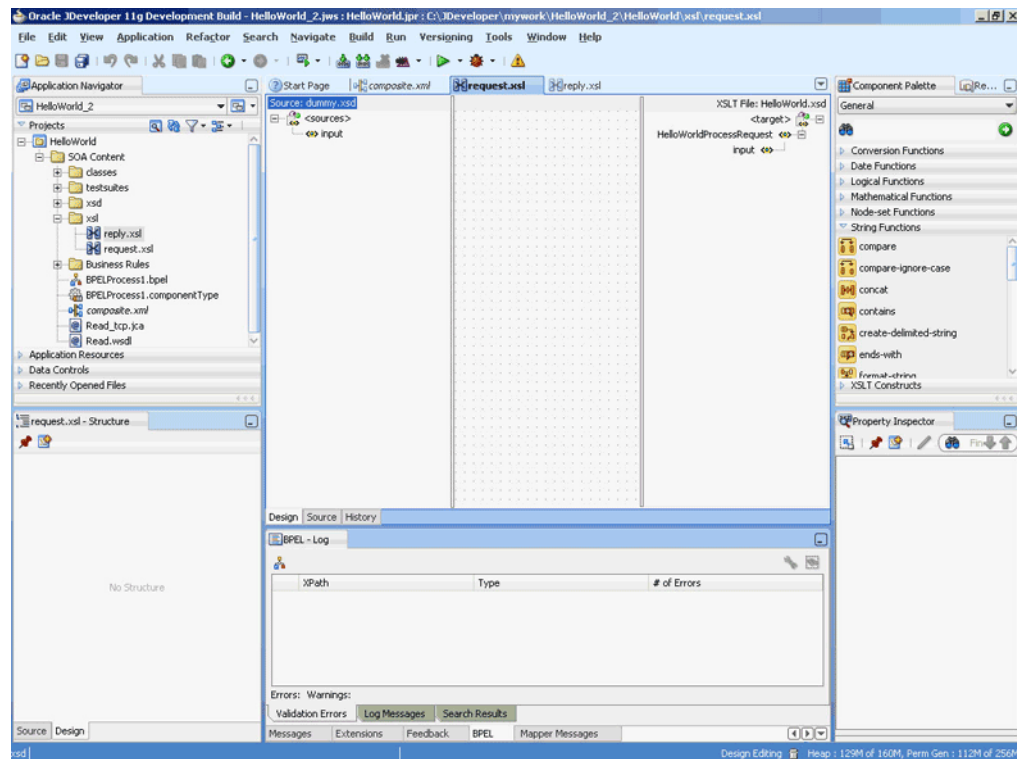 Oracle JDeveloper 11g Development Build - HelloWorld_2.jws : HelloWorld.jpr : C:\JDeveloper\mywork\HelloWorld_2\HelloWorld\xsl\request.xsl
File Edit View Application Refactor Search Navigate Build Run Versioning Tools Window Help
Application Navigator
HelloWorld_2
Projects
HelloWorld
SOA Content
classes
testsuites
xsd
xsl
reply.xsl
request.xsl
Business Rules
BPELProcess1.bpel
BPELProcess1.componentType
composite.xml
Read_tcp.jca
Read.wsdl
Application Resources
Data Controls
Recently Opened Files
request.xsl - Structure
No Structure
Source Design
Start Page composite.xml request.xsl reply.xsl
Source: dummy.xsd
<sources>
input
XSLT File: HelloWorld.xsd
<target>
HelloWorldProcessRequest
input
Design Source History
BPEL - Log
XPath Type # of Errors
Errors: Warnings:
Validation Errors Log Messages Search Results
Messages Extensions Feedback BPEL Mapper Messages
Component Palette Re...
General
Conversion Functions
Date Functions
Logical Functions
Mathematical Functions
Node-set Functions
String Functions
compare
compare-ignore-case
concat
contains
create-delimited-string
ends-with
format-string
XSLT Constructs
Property Inspector
Find
xsd
Design Editing Heap : 129M of 160M, Perm Gen : 112M of 256M